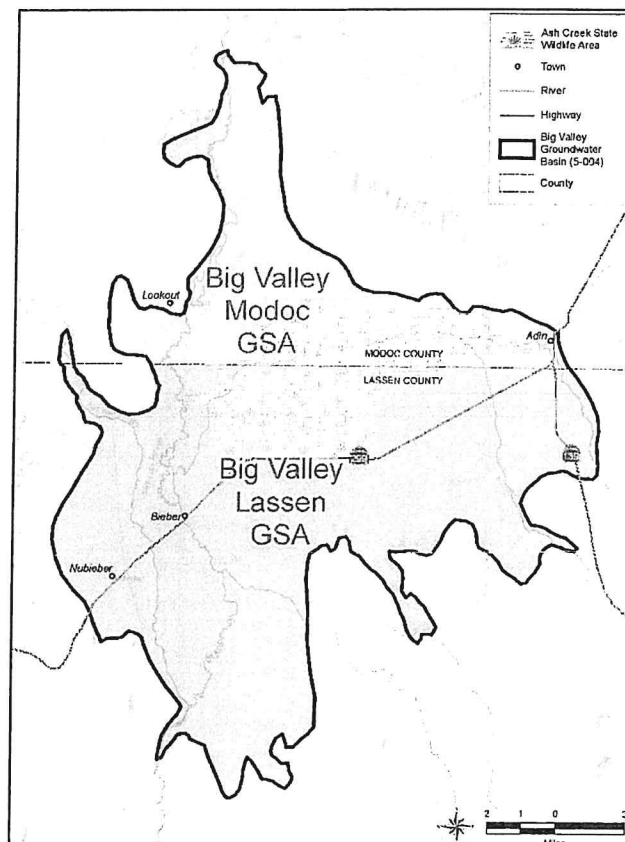 Ash Creek State
Wildlife Area
Town
River
Highway
Big Valley
Groundwater
Basin (5-004)
County
Lookout
Big Valley
Modoc
GSA
Adin
MODOC COUNTY
LASSEN COUNTY
Big Valley
Lassen
GSA
Bieber
Nubieber
2 1 0
Miles